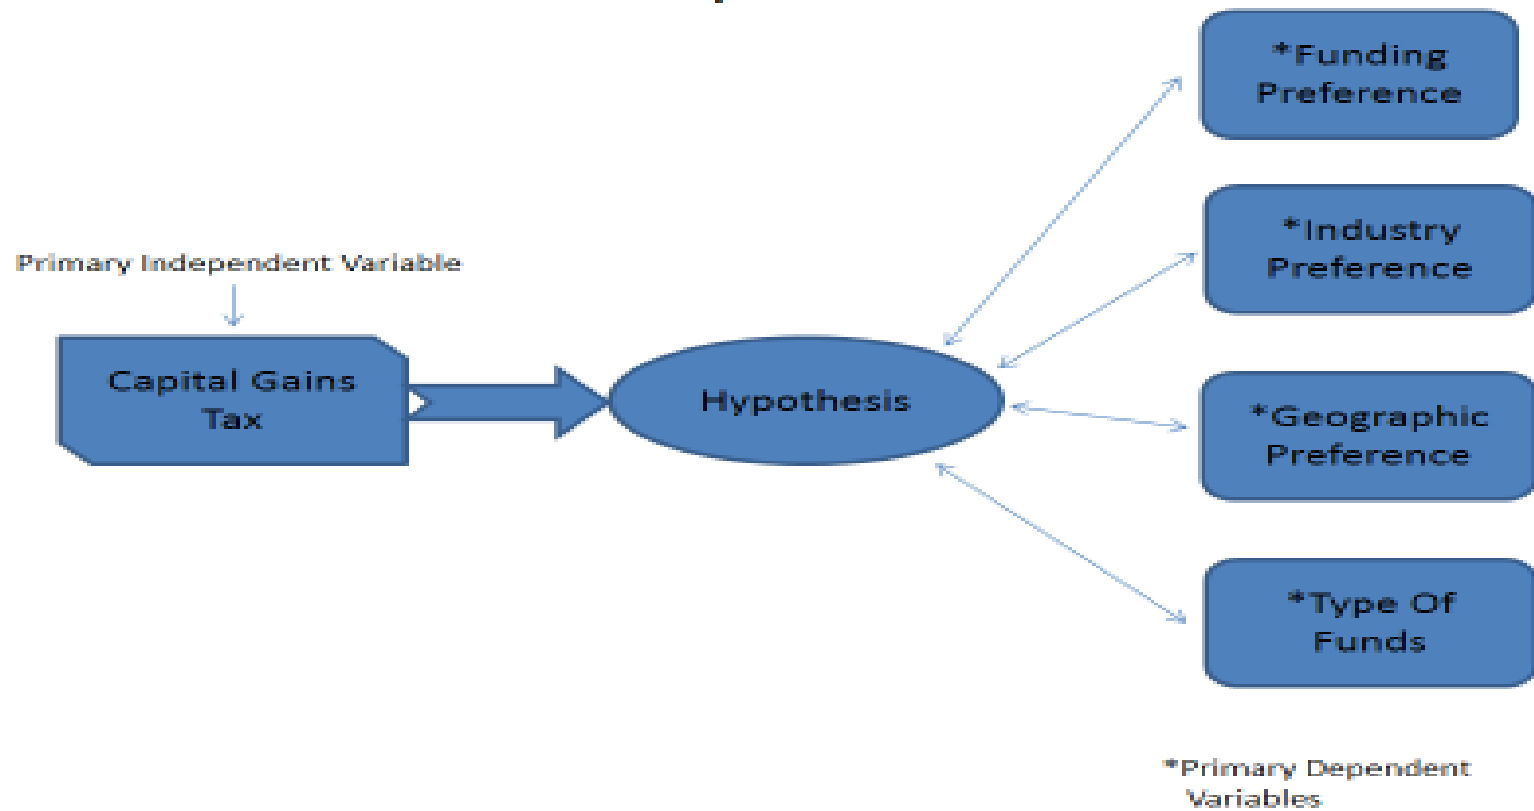 Primary Independent Variable
Capital Gains
Tax
Hypothesis
*Funding
Preference
*Industry
Preference
*Geographic
Preference
*Type Of
Funds
*Primary Dependent
Variables